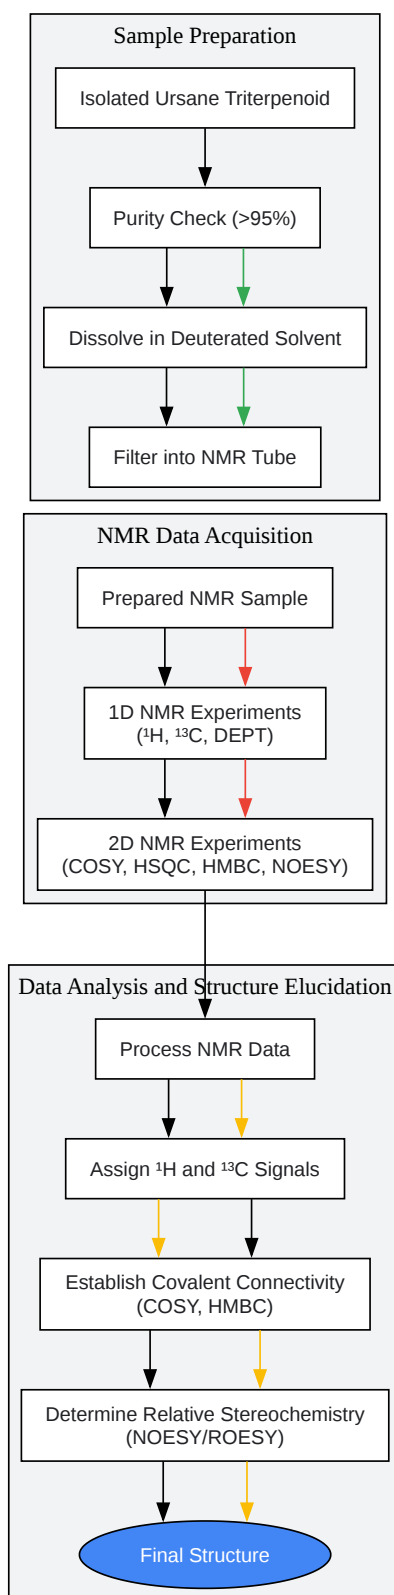 Sample Preparation
Isolated Ursane Triterpenoid
Purity Check (>95%)
Dissolve in Deuterated Solvent
Filter into NMR Tube
NMR Data Acquisition
Prepared NMR Sample
1D NMR Experiments
(¹H, ¹³C, DEPT)
2D NMR Experiments
(COSY, HSQC, HMBC, NOESY)
Data Analysis and Structure Elucidation
Process NMR Data
Assign ¹H and ¹³C Signals
Establish Covalent Connectivity
(COSY, HMBC)
Determine Relative Stereochemistry
(NOESY/ROESY)
Final Structure